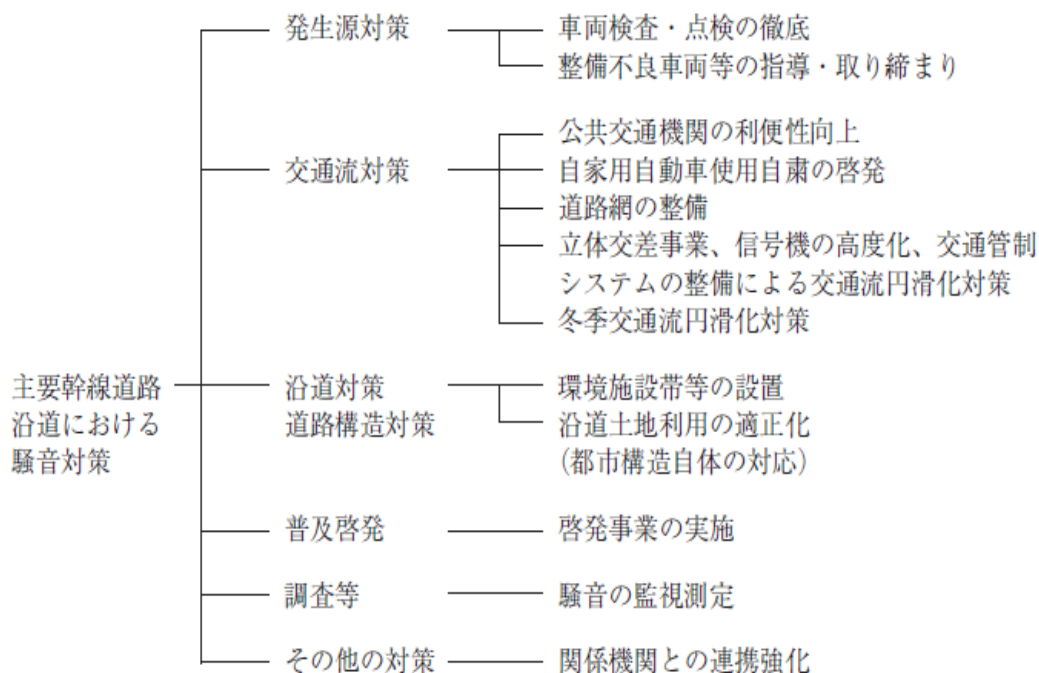 発生源対策
車両検査・点検の徹底
整備不良車両等の指導・取り締まり
公共交通機関の利便性向上
交通流対策
自家用自動車使用自粛の啓発
道路網の整備
立体交差事業、信号機の高度化、交通管制
システムの整備による交通流円滑化対策
冬季交通流円滑化対策
主要幹線道路
沿道における
騒音対策
沿道対策
道路構造対策
環境施設帯等の設置
沿道土地利用の適正化
(都市構造自体の対応)
普及啓発
啓発事業の実施
調査等
騒音の監視測定
その他の対策
関係機関との連携強化